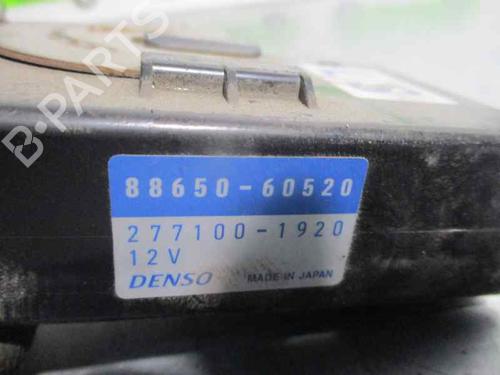 B-PARTS
88650-60520
277100-1920
12V
DENSO MADE IN JAPAN